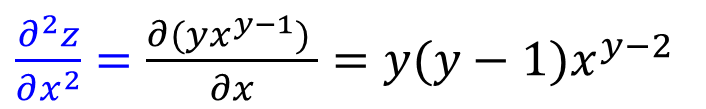 ∂²z/∂x² = ∂(yx^{y−1})/∂x = y(y − 1)x^{y−2}